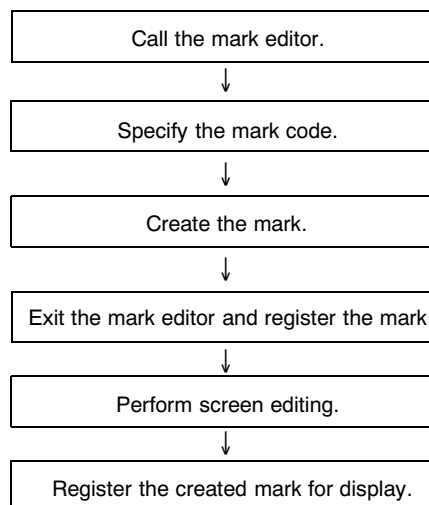 Call the mark editor.
Specify the mark code.
Create the mark.
Exit the mark editor and register the mark
Perform screen editing.
Register the created mark for display.